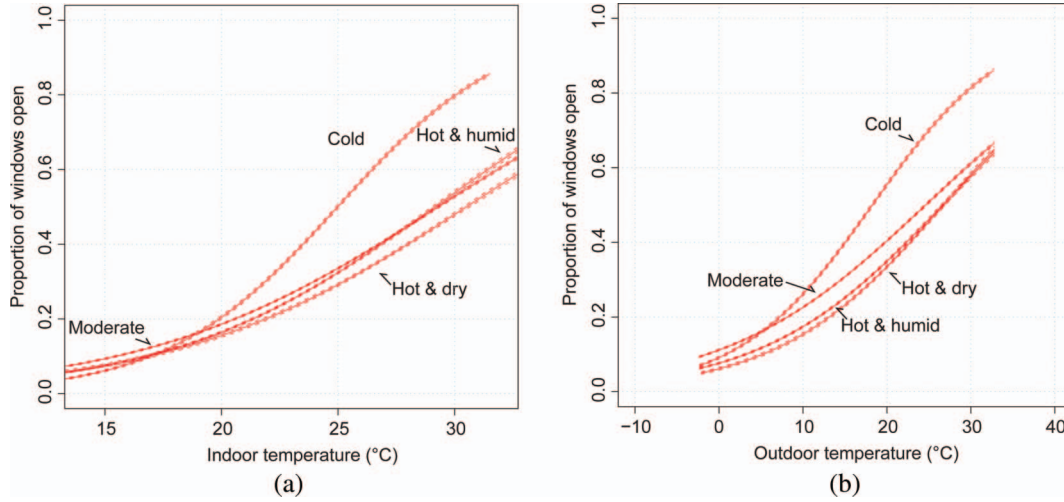 1.0
0.8
0.6
0.4
0.2
0.0
Proportion of windows open
Cold
Hot & humid
Hot & dry
Moderate
15
20
25
30
Indoor temperature (°C)
(a)
1.0
0.8
0.6
0.4
0.2
0.0
Proportion of windows open
Cold
Moderate
Hot & dry
Hot & humid
−10
0
10
20
30
40
Outdoor temperature (°C)
(b)